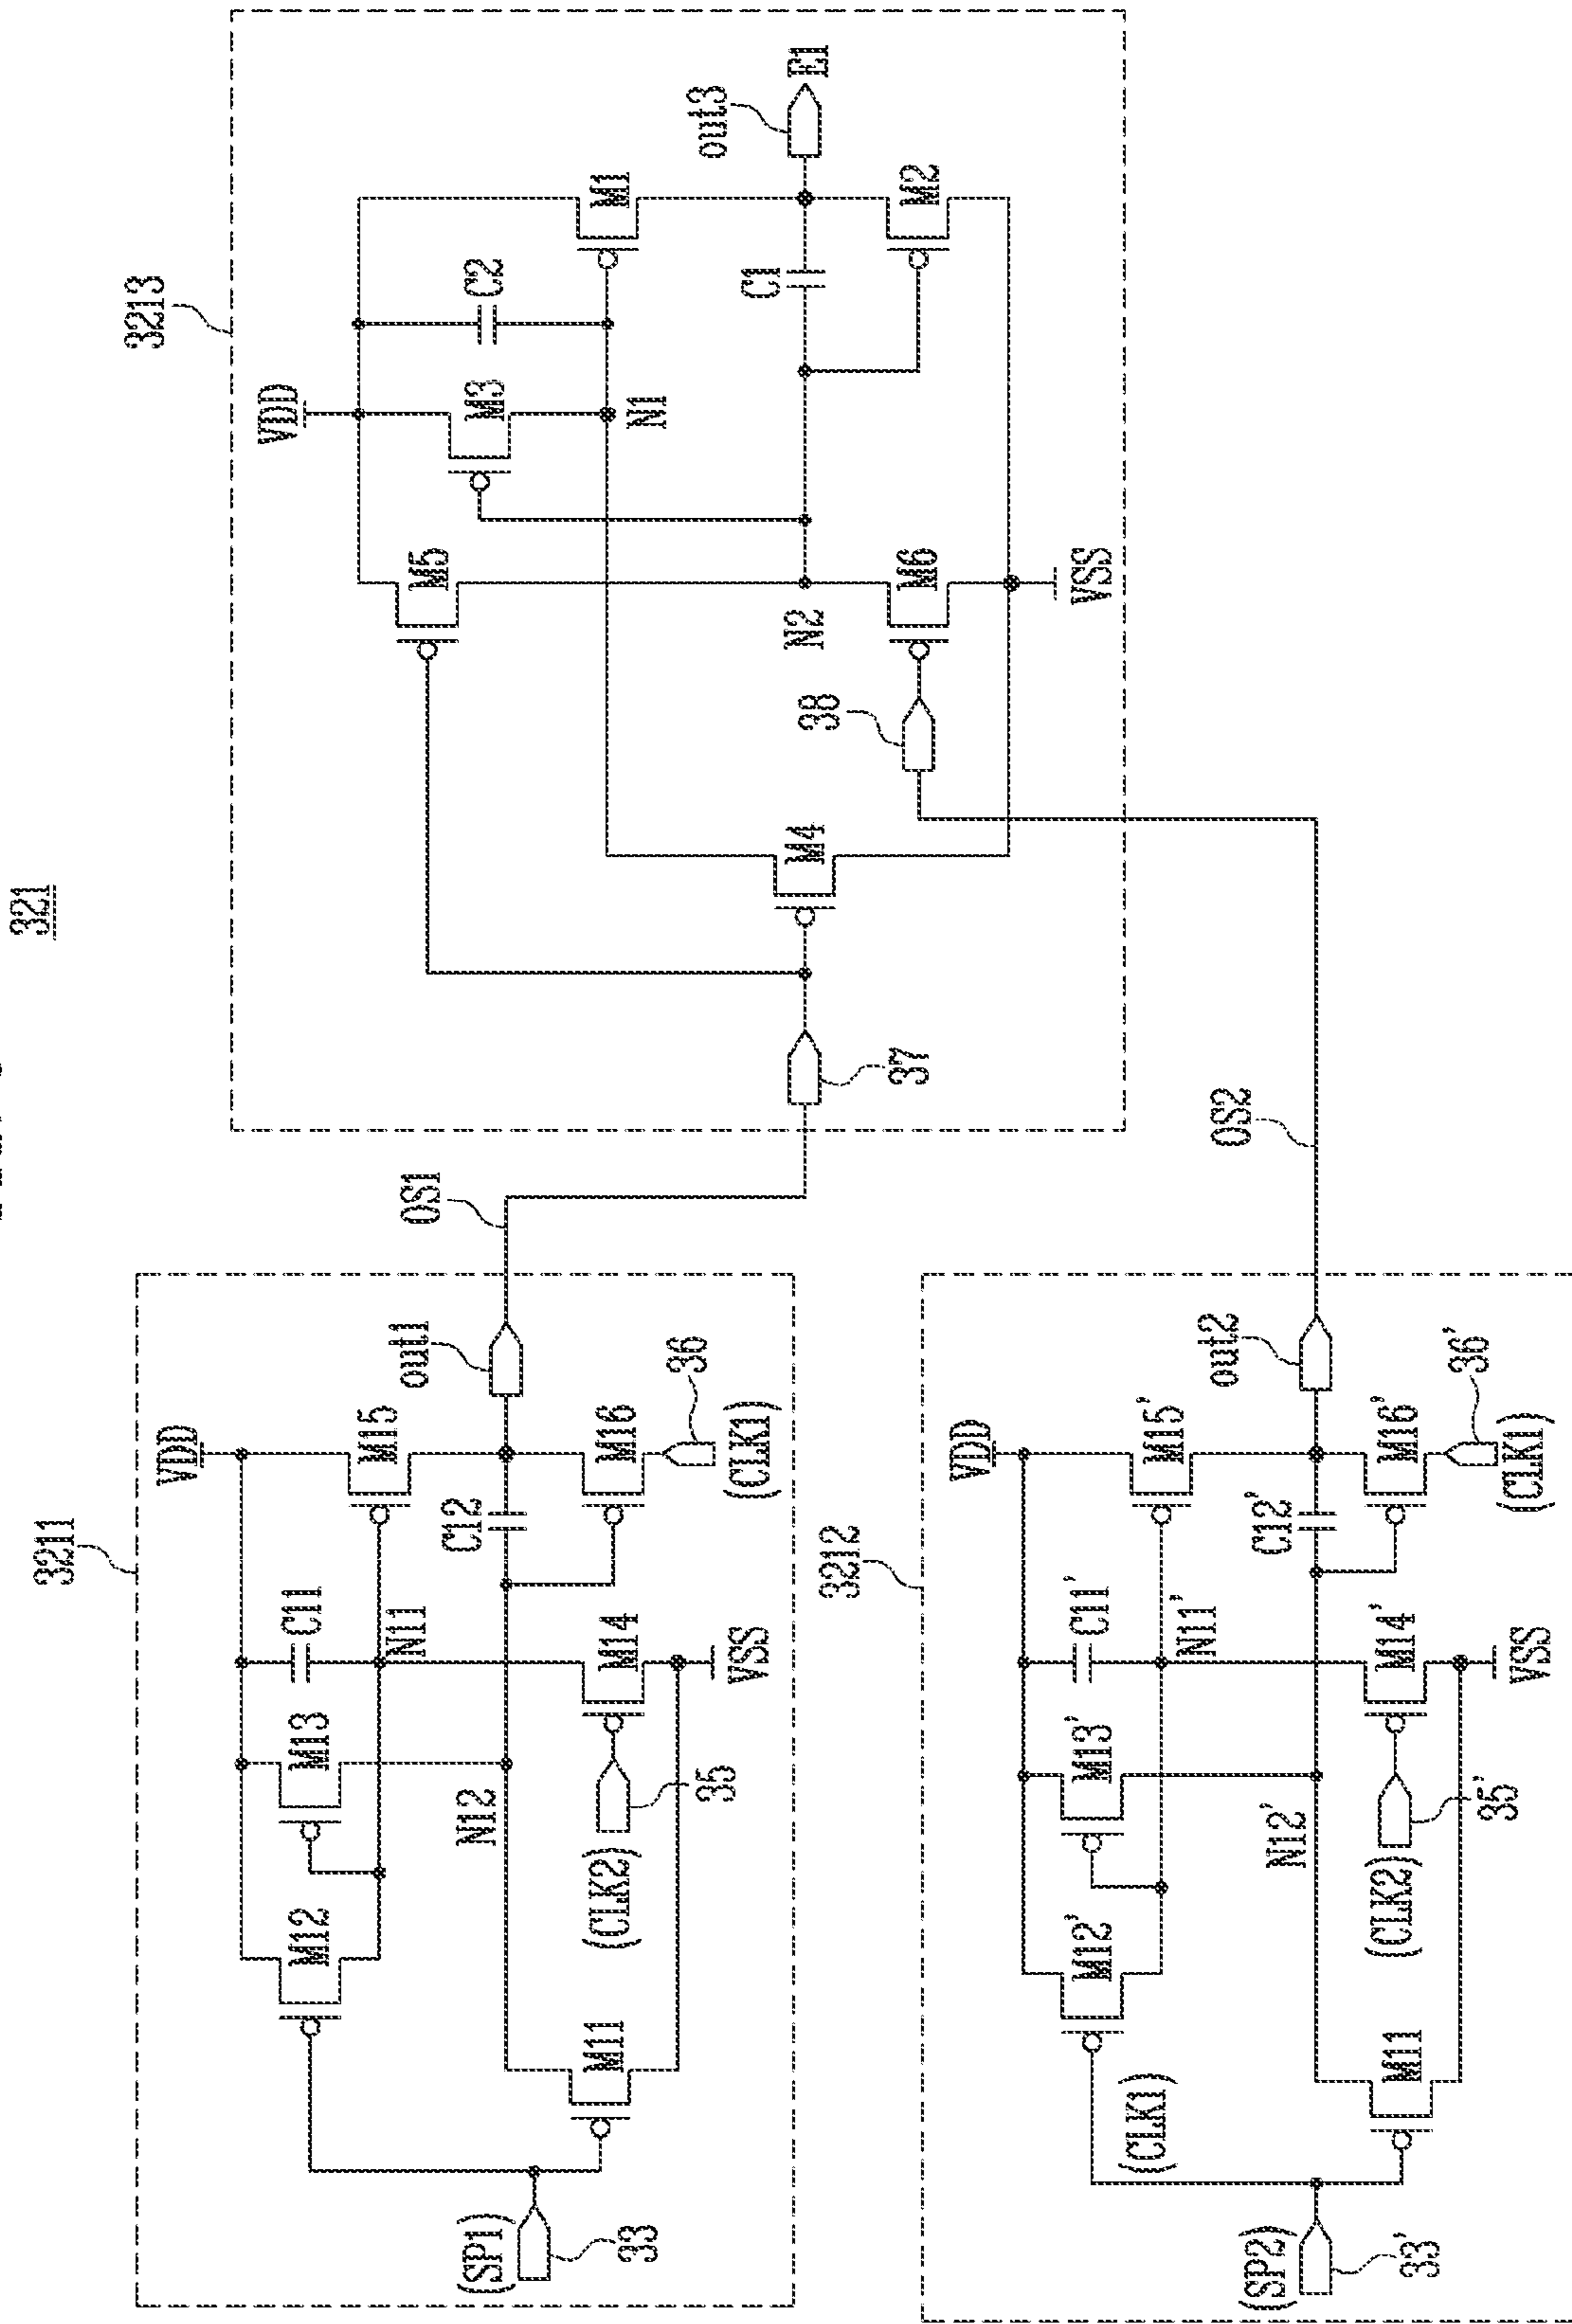 321
3213
VDD
C2
M3
M1
out3
E1
N1
M5
C1
M2
N2
M6
38
VSS
M4
37
OS1
OS2
3211
VDD
out1
C11
M15
M13
M12
N11
C12
M16
36
(CLK1)
N12
M14
VSS
35
(CLK2)
M11
(SP1)
33
3212
VDD
out2
C11'
M15'
M13'
M12'
N11'
C12'
M16'
36'
(CLK1)
N12'
M14'
VSS
35'
(CLK2)
(CLK1)
M11
(SP2)
33'